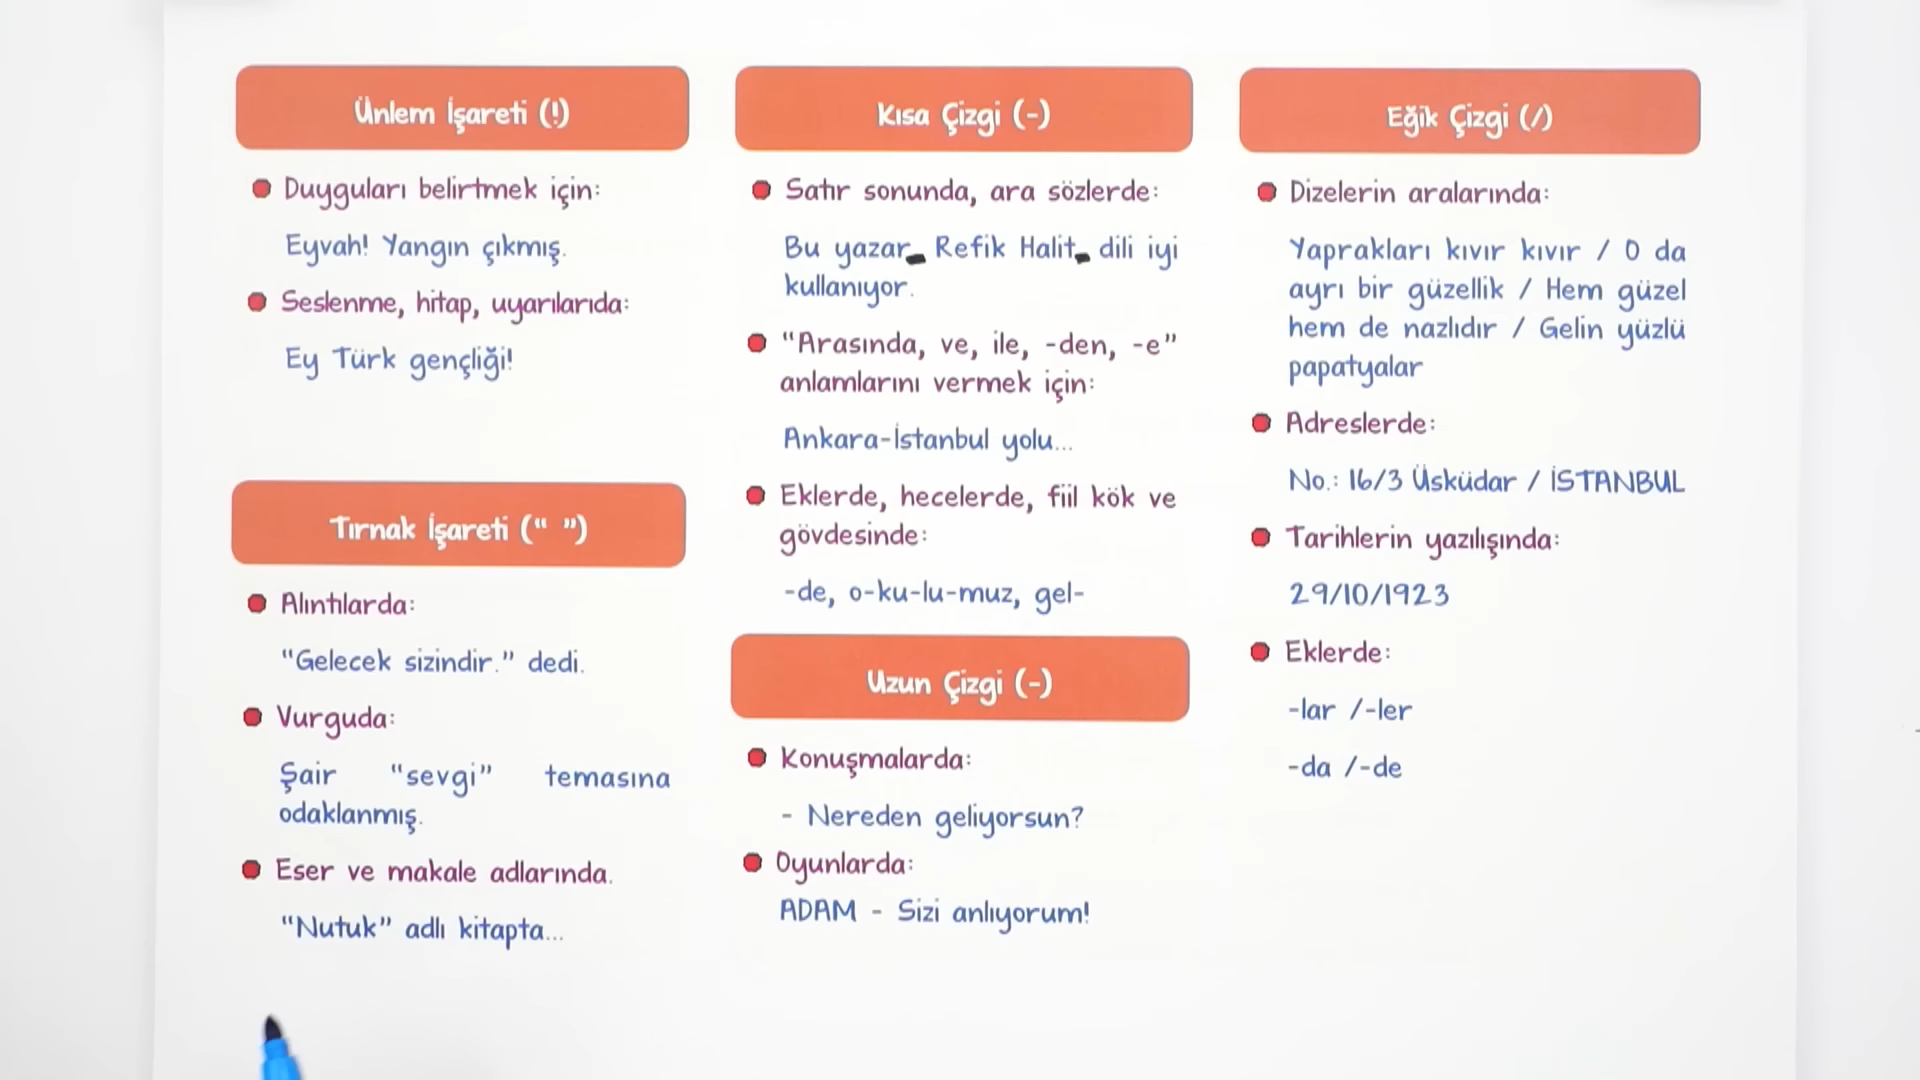 Ünlem İşareti (!)
Duyguları belirtmek için:
Eyvah! Yangın çıkmış.
Seslenme, hitap, uyarılarıda:
Ey Türk gençliği!
Tırnak İşareti (“ ”)
Alıntılarda:
“Gelecek sizindir.” dedi.
Vurguda:
Şair “sevgi” temasına
odaklanmış.
Eser ve makale adlarında.
“Nutuk” adlı kitapta...
Kısa Çizgi (-)
Satır sonunda, ara sözlerde:
Bu yazar- Refik Halit- dili iyi
kullanıyor.
“Arasında, ve, ile, -den, -e”
anlamlarını vermek için:
Ankara-İstanbul yolu...
Eklerde, hecelerde, fiil kök ve
gövdesinde:
-de, o-ku-lu-muz, gel-
Uzun Çizgi (-)
Konuşmalarda:
- Nereden geliyorsun?
Oyunlarda:
ADAM - Sizi anlıyorum!
Eğik Çizgi (/)
Dizelerin aralarında:
Yaprakları kıvır kıvır / O da
ayrı bir güzellik / Hem güzel
hem de nazlıdır / Gelin yüzlü
papatyalar
Adreslerde:
No.: 16/3 Üsküdar / İSTANBUL
Tarihlerin yazılışında:
29/10/1923
Eklerde:
-lar /-ler
-da /-de